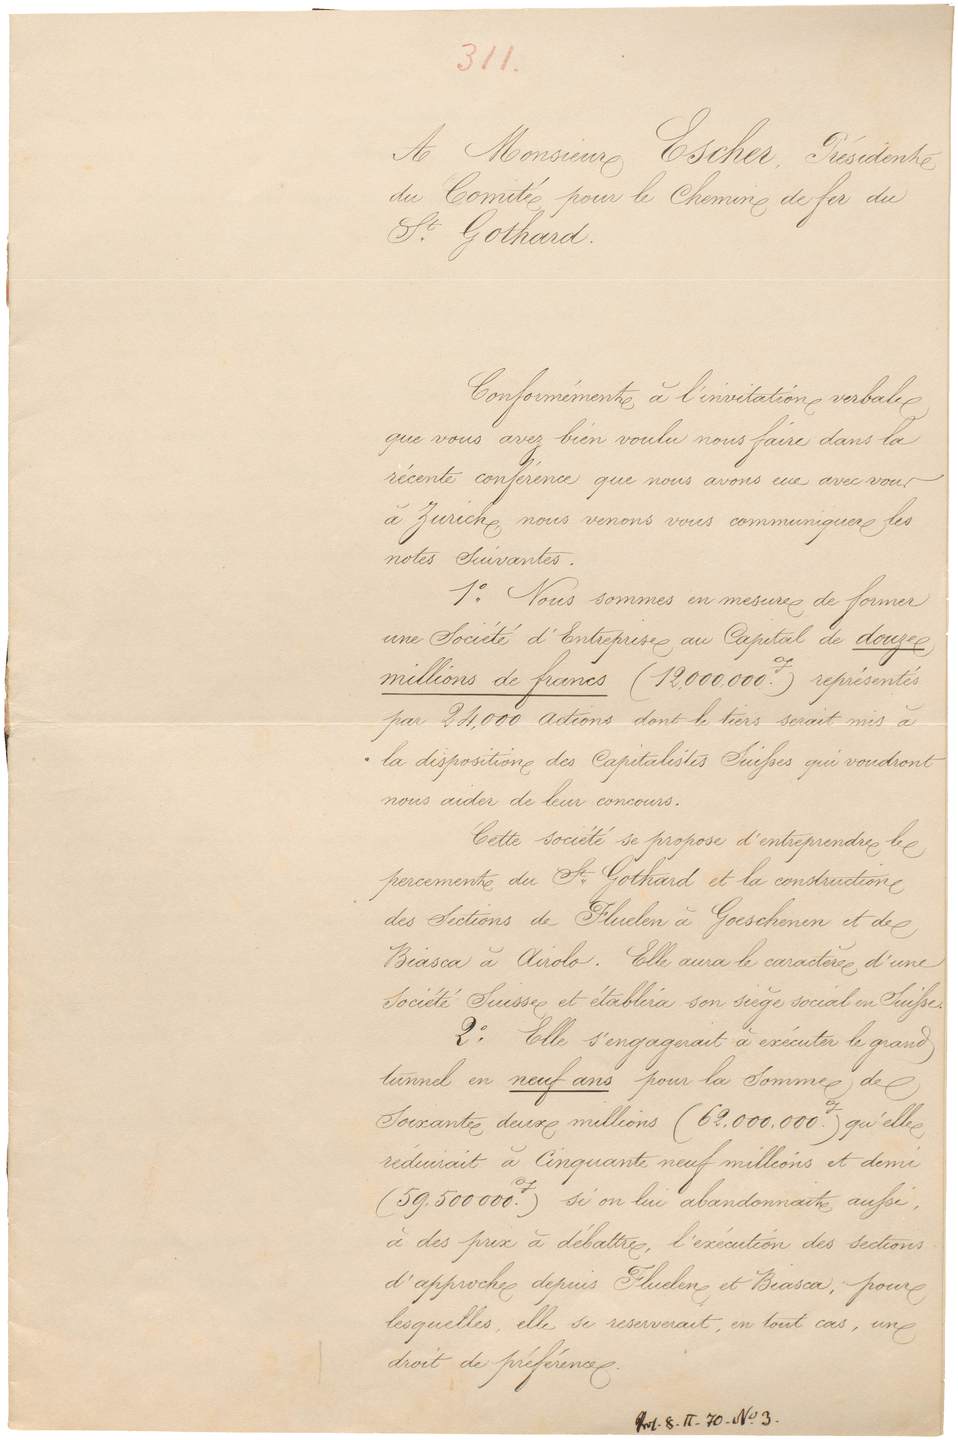 311.
A Monsieur Escher, Président
du Comité pour le Chemin de fer du
St. Gothard.
Conformément à l'invitation verbale
que vous avez bien voulu nous faire dans la
récente conférence que nous avons eue avec vous
à Zurich, nous venons vous communiquer les
notes suivantes.
1°. Nous sommes en mesure de former
une Société d'Entreprise au Capital de douze
millions de francs (12,000,000.f) représentés
par 24,000 actions dont le tiers serait mis à
la disposition des Capitalistes Suisses qui voudront
nous aider de leur concours.
Cette société se propose d'entreprendre le
percement du St. Gothard et la construction
des Sections de Fluelen à Goeschenen et de
Biasca à Airolo. Elle aura le caractère d'une
Société Suisse et établira son siège social en Suisse.
2°. Elle s'engagerait à exécuter le grand
tunnel en neuf ans pour la Somme de
Soixante deux millions (62,000,000.f) qu'elle
réduirait à Cinquante neuf millions et demi
(59,500000.f) si on lui abandonnait aussi,
à des prix à débattre, l'exécution des sections
d'approche depuis Fluelen et Biasca, pour
lesquelles, elle se reserverait, en tout cas, un
droit de préférence.
Prot. 8. II. 70. No 3.